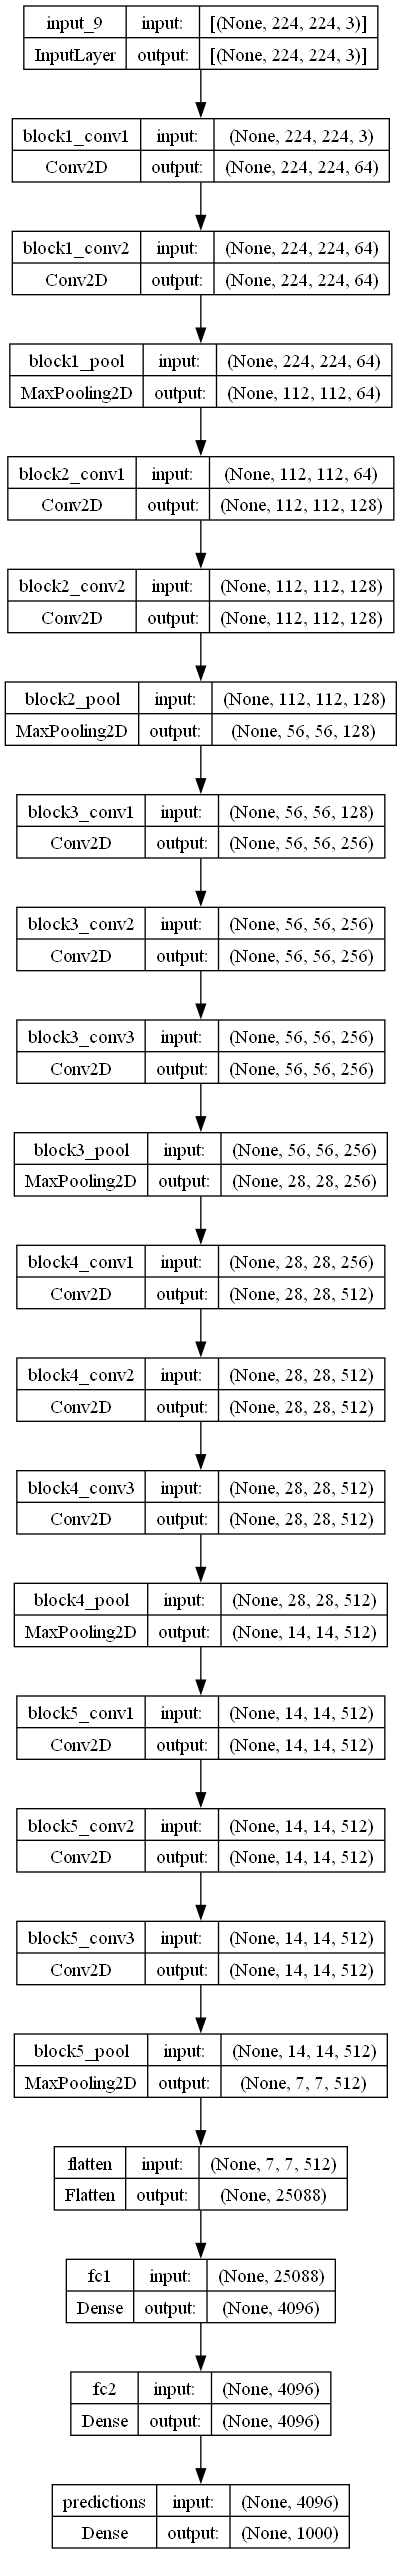 input_9 input: [(None, 224, 224, 3)]
InputLayer output: [(None, 224, 224, 3)]
block1_conv1 input: (None, 224, 224, 3)
Conv2D output: (None, 224, 224, 64)
block1_conv2 input: (None, 224, 224, 64)
Conv2D output: (None, 224, 224, 64)
block1_pool input: (None, 224, 224, 64)
MaxPooling2D output: (None, 112, 112, 64)
block2_conv1 input: (None, 112, 112, 64)
Conv2D output: (None, 112, 112, 128)
block2_conv2 input: (None, 112, 112, 128)
Conv2D output: (None, 112, 112, 128)
block2_pool input: (None, 112, 112, 128)
MaxPooling2D output: (None, 56, 56, 128)
block3_conv1 input: (None, 56, 56, 128)
Conv2D output: (None, 56, 56, 256)
block3_conv2 input: (None, 56, 56, 256)
Conv2D output: (None, 56, 56, 256)
block3_conv3 input: (None, 56, 56, 256)
Conv2D output: (None, 56, 56, 256)
block3_pool input: (None, 56, 56, 256)
MaxPooling2D output: (None, 28, 28, 256)
block4_conv1 input: (None, 28, 28, 256)
Conv2D output: (None, 28, 28, 512)
block4_conv2 input: (None, 28, 28, 512)
Conv2D output: (None, 28, 28, 512)
block4_conv3 input: (None, 28, 28, 512)
Conv2D output: (None, 28, 28, 512)
block4_pool input: (None, 28, 28, 512)
MaxPooling2D output: (None, 14, 14, 512)
block5_conv1 input: (None, 14, 14, 512)
Conv2D output: (None, 14, 14, 512)
block5_conv2 input: (None, 14, 14, 512)
Conv2D output: (None, 14, 14, 512)
block5_conv3 input: (None, 14, 14, 512)
Conv2D output: (None, 14, 14, 512)
block5_pool input: (None, 14, 14, 512)
MaxPooling2D output: (None, 7, 7, 512)
flatten input: (None, 7, 7, 512)
Flatten output: (None, 25088)
fc1 input: (None, 25088)
Dense output: (None, 4096)
fc2 input: (None, 4096)
Dense output: (None, 4096)
predictions input: (None, 4096)
Dense output: (None, 1000)